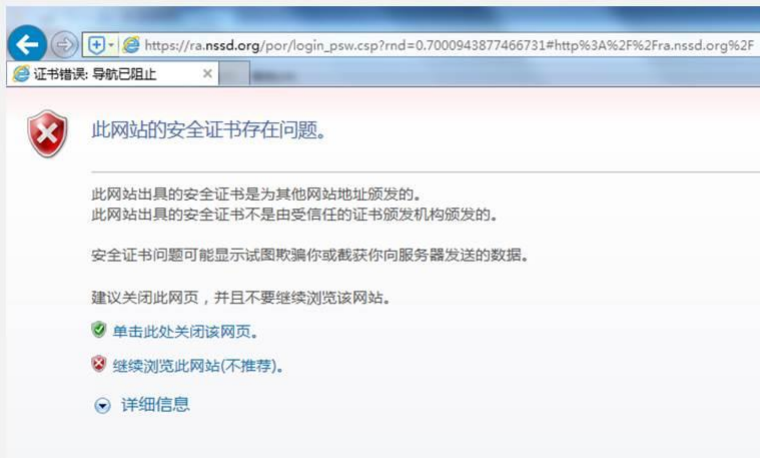 https://ra.nssd.org/por/login_psw.csp?rnd=0.7000943877466731#http%3A%2F%2Fra.nssd.org%2F
证书错误: 导航已阻止
此网站的安全证书存在问题。
此网站出具的安全证书是为其他网站地址颁发的。
此网站出具的安全证书不是由受信任的证书颁发机构颁发的。
安全证书问题可能显示试图欺骗你或截获你向服务器发送的数据。
建议关闭此网页，并且不要继续浏览该网站。
单击此处关闭该网页。
继续浏览此网站(不推荐)。
详细信息